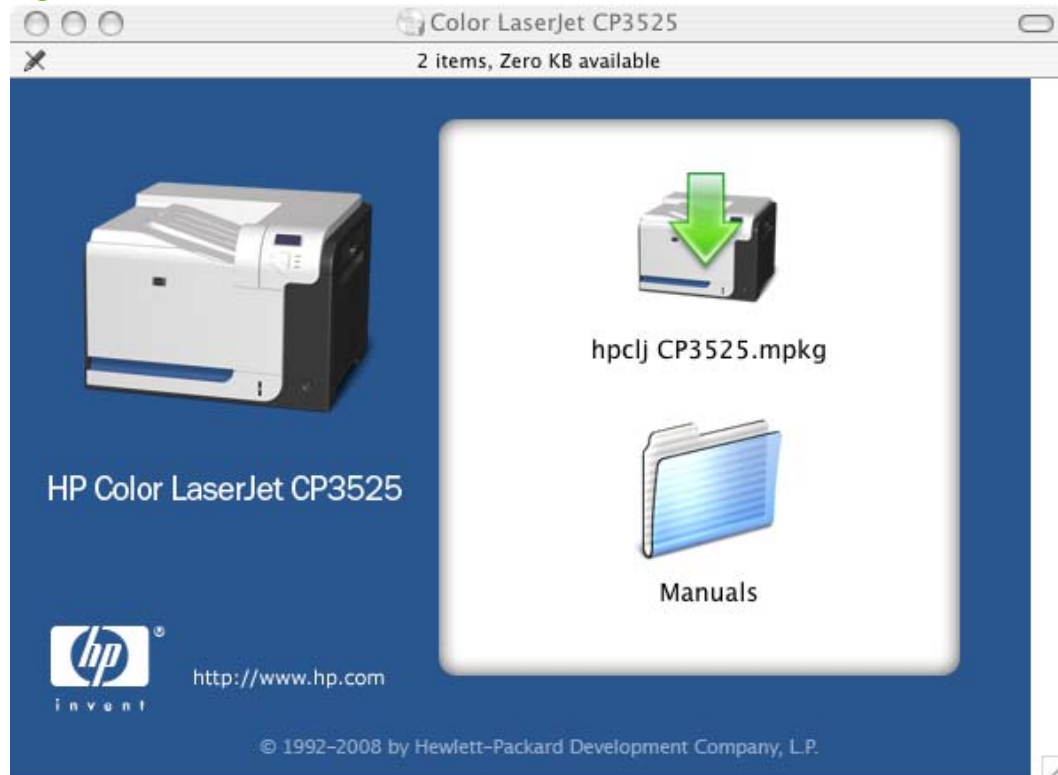 Color LaserJet CP3525
2 items, Zero KB available
hpclj CP3525.mpkg
HP Color LaserJet CP3525
Manuals
hp®
invent
http://www.hp.com
© 1992-2008 by Hewlett-Packard Development Company, L.P.